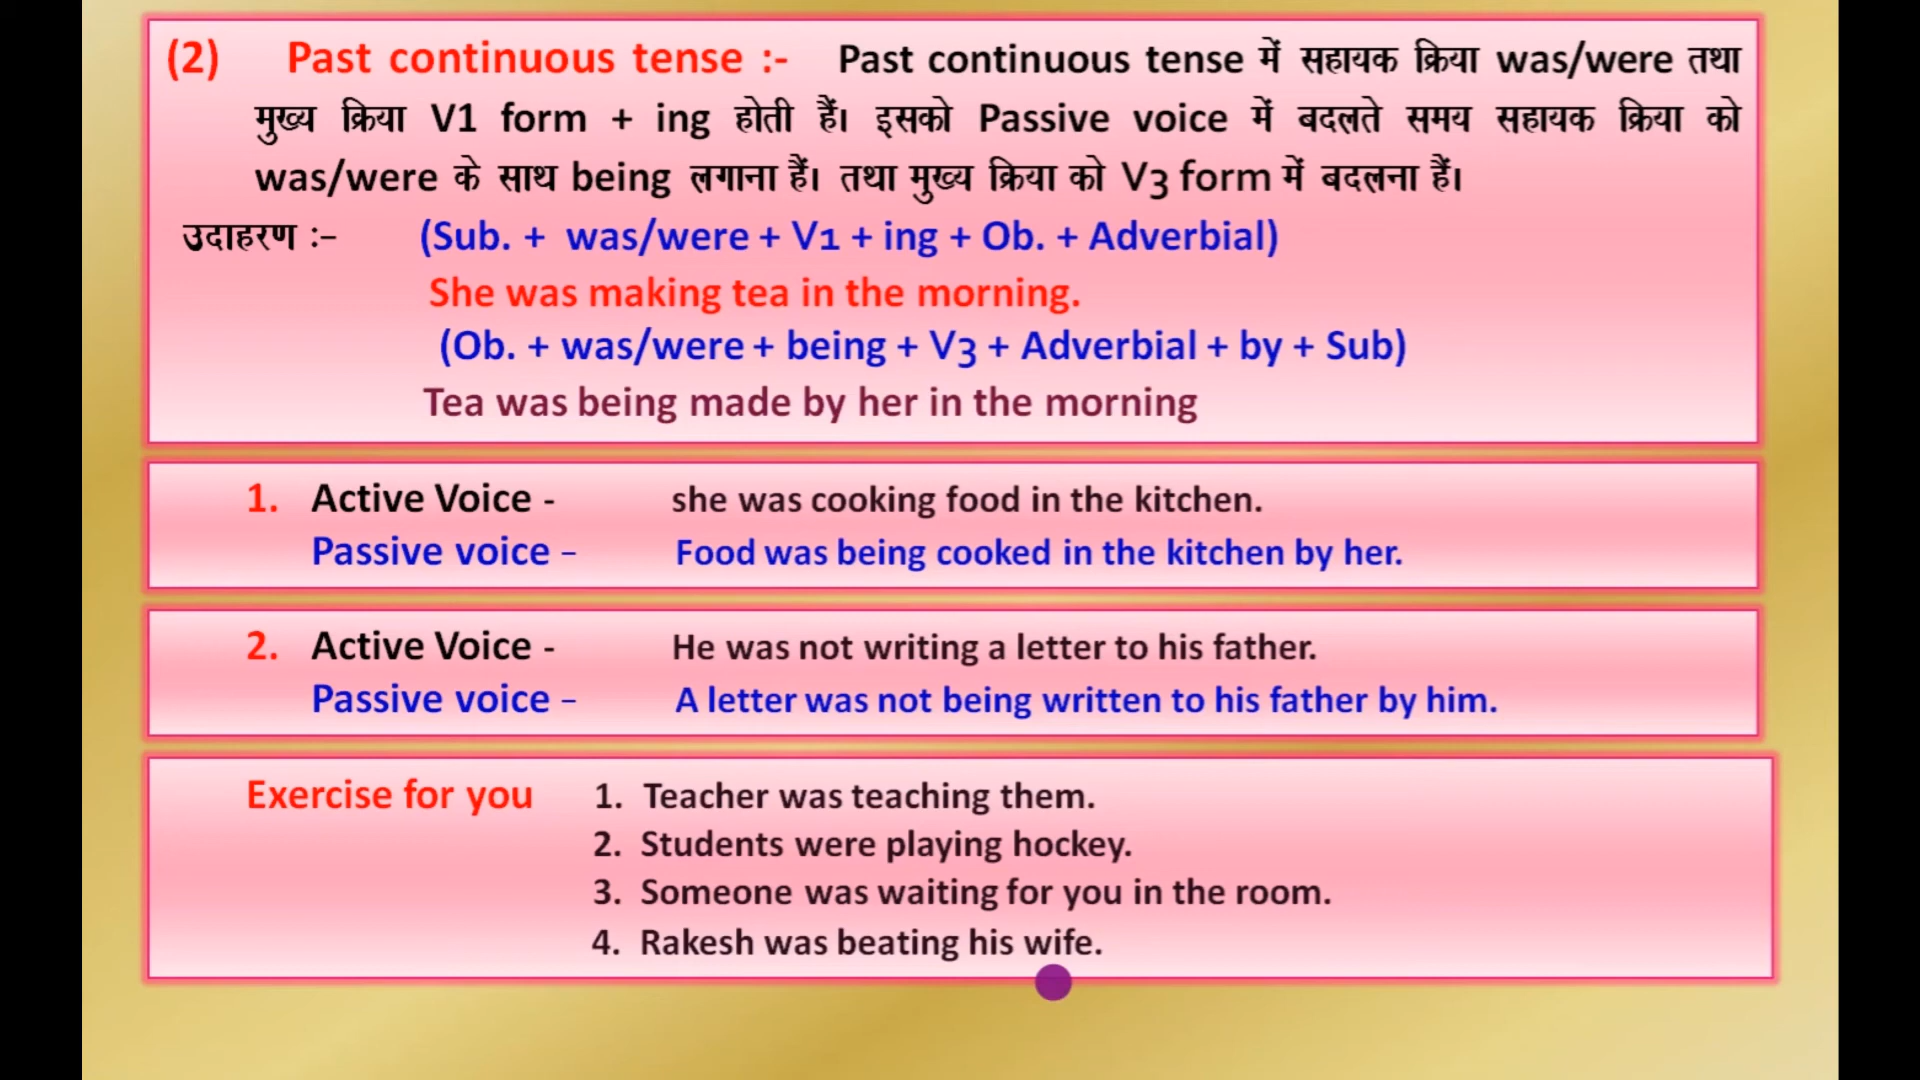 (2) Past continuous tense :- Past continuous tense में सहायक क्रिया was/were तथा
मुख्य क्रिया V1 form + ing होती हैं। इसको Passive voice में बदलते समय सहायक क्रिया को
was/were के साथ being लगाना हैं। तथा मुख्य क्रिया को V3 form में बदलना हैं।
उदाहरण :- (Sub. + was/were + V1 + ing + Ob. + Adverbial)
She was making tea in the morning.
(Ob. + was/were + being + V3 + Adverbial + by + Sub)
Tea was being made by her in the morning
1. Active Voice - she was cooking food in the kitchen.
Passive voice – Food was being cooked in the kitchen by her.
2. Active Voice - He was not writing a letter to his father.
Passive voice – A letter was not being written to his father by him.
Exercise for you 1. Teacher was teaching them.
2. Students were playing hockey.
3. Someone was waiting for you in the room.
4. Rakesh was beating his wife.